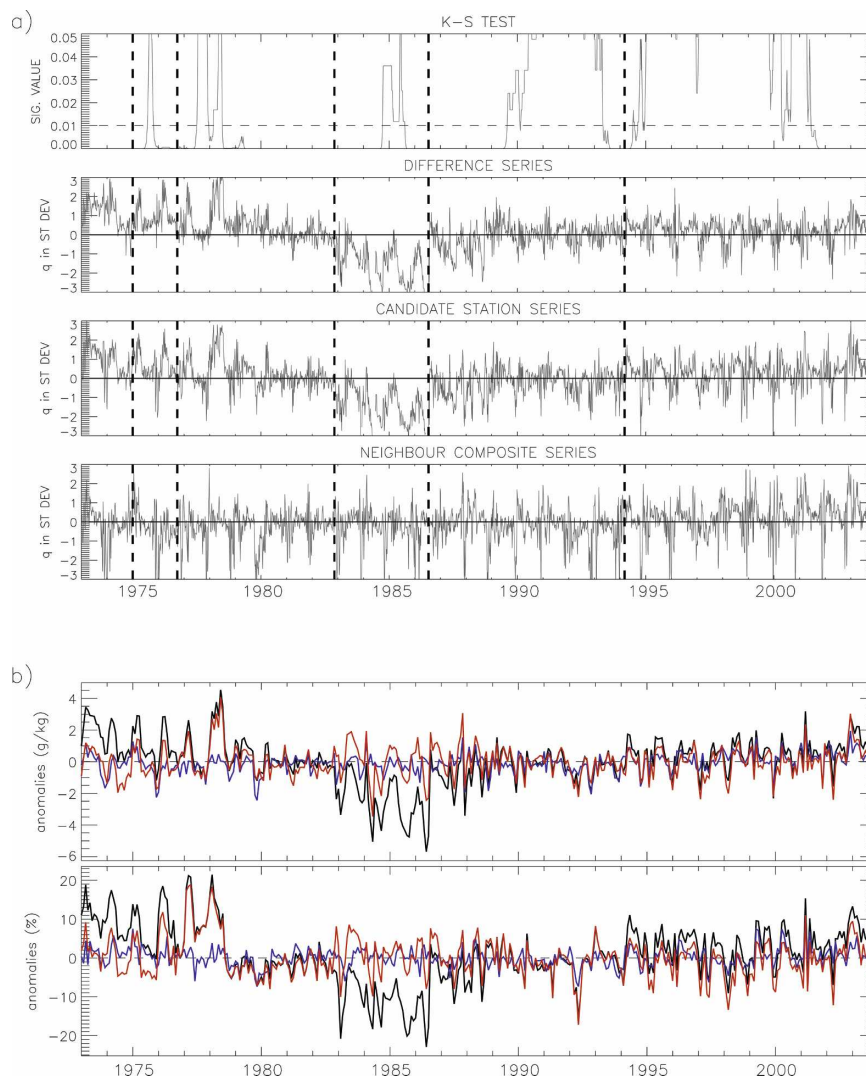 a)
K-S TEST
0.05
0.04
0.03
0.02
0.01
0.00
SIG. VALUE
DIFFERENCE SERIES
3
2
1
0
-1
-2
-3
q in ST DEV
CANDIDATE STATION SERIES
3
2
1
0
-1
-2
-3
q in ST DEV
NEIGHBOUR COMPOSITE SERIES
3
2
1
0
-1
-2
-3
q in ST DEV
1975 1980 1985 1990 1995 2000
b)
4
2
0
-2
-4
-6
anomalies (g/kg)
20
10
0
-10
-20
anomalies (%)
1975 1980 1985 1990 1995 2000